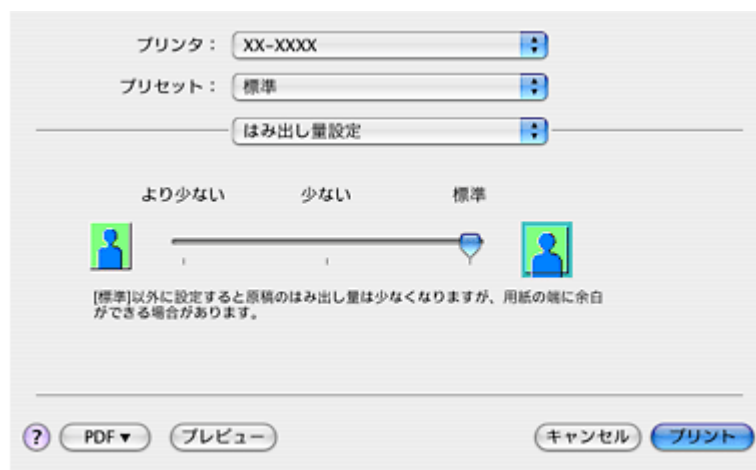 プリンタ： XX-XXXX
プリセット： 標準
はみ出し量設定
より少ない 少ない 標準
[標準]以外に設定すると原稿のはみ出し量は少なくなりますが、用紙の端に余白
ができる場合があります。
? PDF▼ プレビュー キャンセル プリント